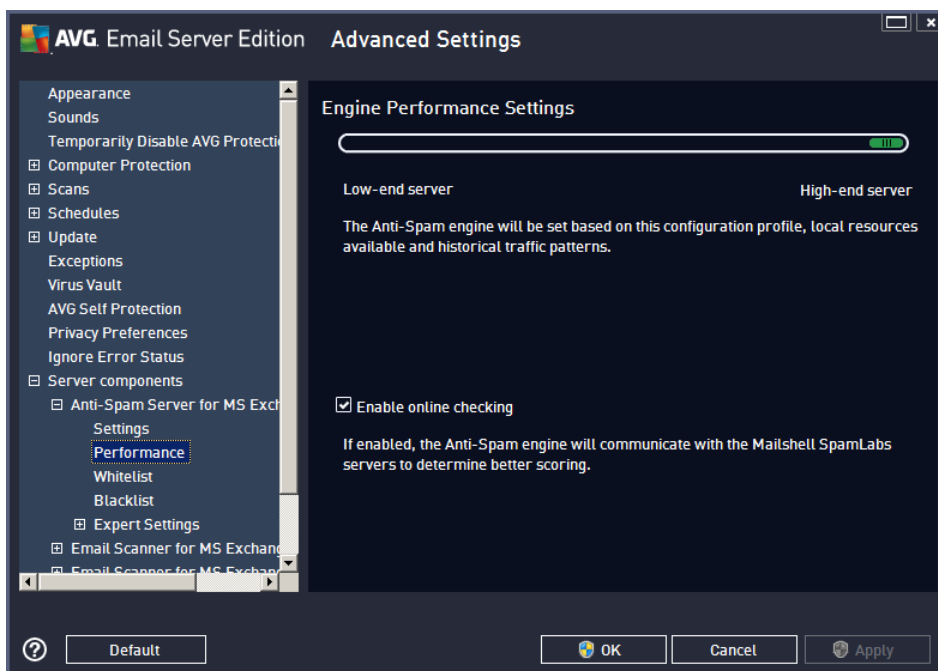 AVG. Email Server Edition Advanced Settings
Appearance
Sounds
Temporarily Disable AVG Protecti
Computer Protection
Scans
Schedules
Update
Exceptions
Virus Vault
AVG Self Protection
Privacy Preferences
Ignore Error Status
Server components
Anti-Spam Server for MS Exch
Settings
Performance
Whitelist
Blacklist
Expert Settings
Email Scanner for MS Exchang
Email Scanner for MS Exchan
Engine Performance Settings
Low-end server
High-end server
The Anti-Spam engine will be set based on this configuration profile, local resources
available and historical traffic patterns.
Enable online checking
If enabled, the Anti-Spam engine will communicate with the Mailshell SpamLabs
servers to determine better scoring.
?
Default
OK
Cancel
Apply